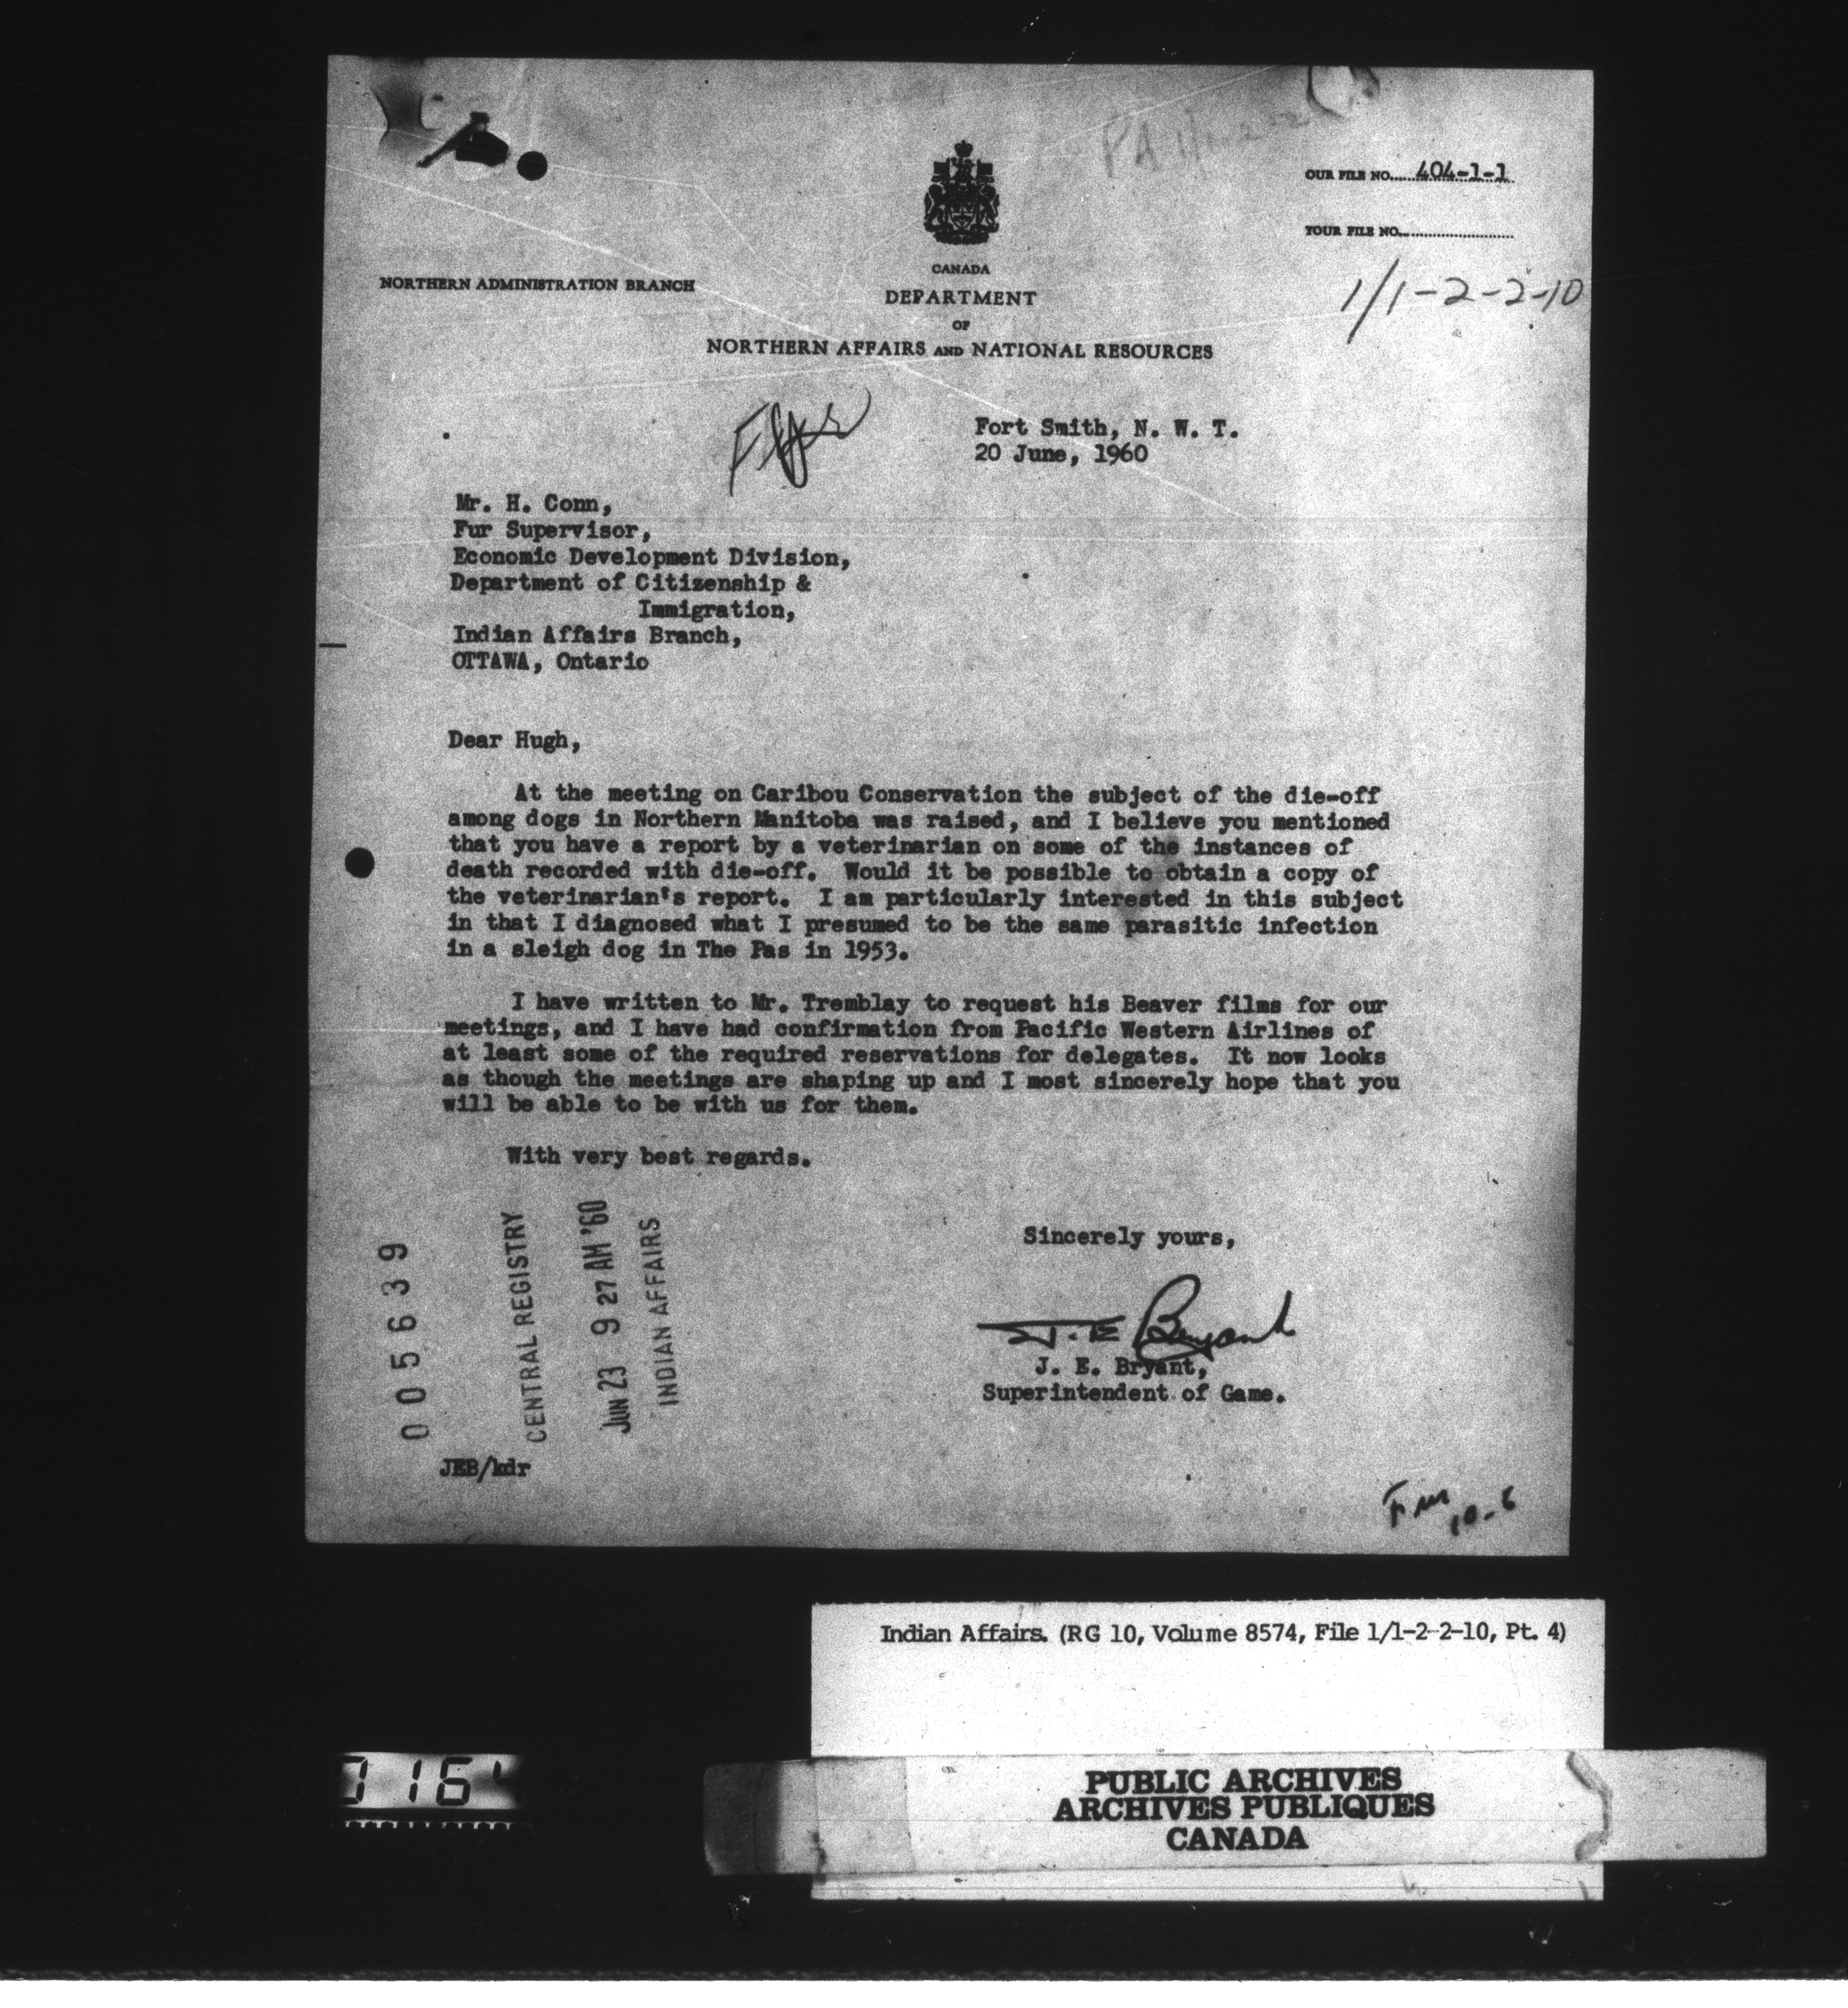 PA 1/1-2-2
OUR FILE NO. 404-1-1
YOUR FILE NO.
1/1-2-2-10
CANADA
NORTHERN ADMINISTRATION BRANCH
DEPARTMENT
OF
NORTHERN AFFAIRS AND NATIONAL RESOURCES
Fort Smith, N. W. T.
20 June, 1960
Mr. H. Conn,
Fur Supervisor,
Economic Development Division,
Department of Citizenship &
Immigration,
Indian Affairs Branch,
OTTAWA, Ontario
Dear Hugh,
At the meeting on Caribou Conservation the subject of the die-off
among dogs in Northern Manitoba was raised, and I believe you mentioned
that you have a report by a veterinarian on some of the instances of
death recorded with die-off. Would it be possible to obtain a copy of
the veterinarian's report. I am particularly interested in this subject
in that I diagnosed what I presumed to be the same parasitic infection
in a sleigh dog in The Pas in 1953.
I have written to Mr. Tremblay to request his Beaver films for our
meetings, and I have had confirmation from Pacific Western Airlines of
at least some of the required reservations for delegates. It now looks
as though the meetings are shaping up and I most sincerely hope that you
will be able to be with us for them.
With very best regards.
Sincerely yours,
J. E. Bryant
J. E. Bryant,
Superintendent of Game.
005639
CENTRAL REGISTRY
JUN 23 9 27 AM '60
INDIAN AFFAIRS
JEB/kdr
10-6
Indian Affairs. (RG 10, Volume 8574, File 1/1-2-2-10, Pt. 4)
PUBLIC ARCHIVES
ARCHIVES PUBLIQUES
CANADA